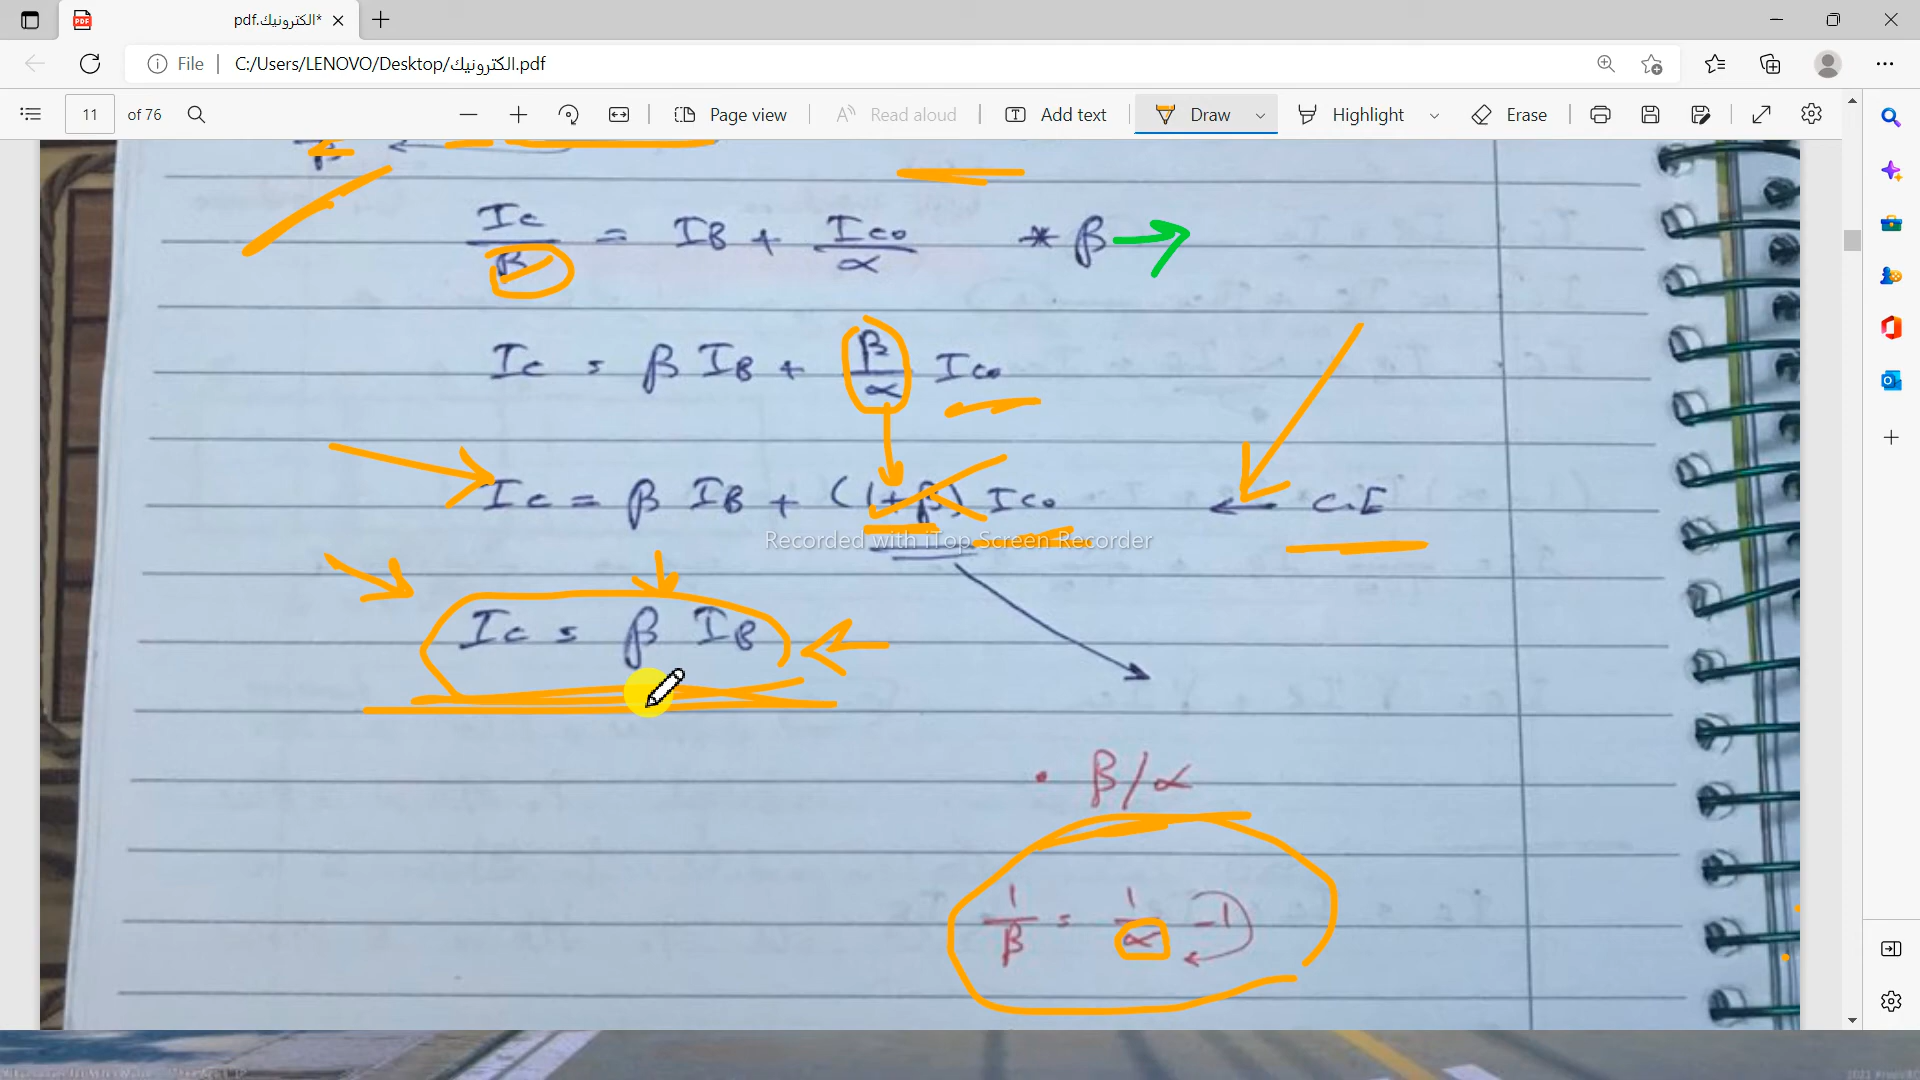 الكترونيك.pdf*
File C:/Users/LENOVO/Desktop/الكترونيك.pdf
11 of 76 Page view Read aloud Add text Draw Highlight Erase
β
Ic/β = IB + Ico/α * β
Ic = β IB + β/α Ico
Ic = β IB + (1+β) Ico ← C.E
Recorded with iTop Screen Recorder
Ic = β IB
• β/α
1/β = 1/α -1